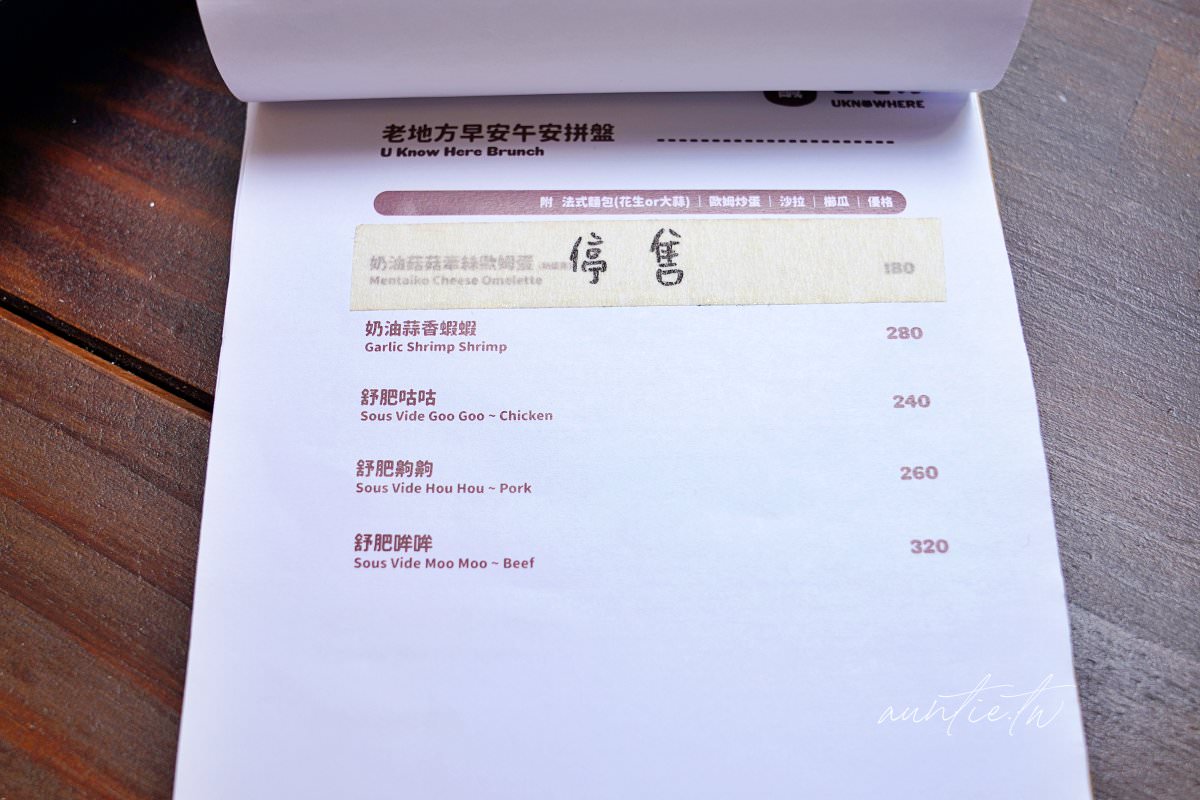 UKNOWHERE
老地方早安午安拼盤
U Know Here Brunch
附 法式麵包(花生or大蒜) | 歐姆炒蛋 | 沙拉 | 櫛瓜 | 優格
停售
奶油菇菇苯絲歐姆蛋 180
Mentaiko Cheese Omelette
奶油蒜香蝦蝦 280
Garlic Shrimp Shrimp
舒肥咕咕 240
Sous Vide Goo Goo ~ Chicken
舒肥齁齁 260
Sous Vide Hou Hou ~ Pork
舒肥哞哞 320
Sous Vide Moo Moo ~ Beef
auntie.tw